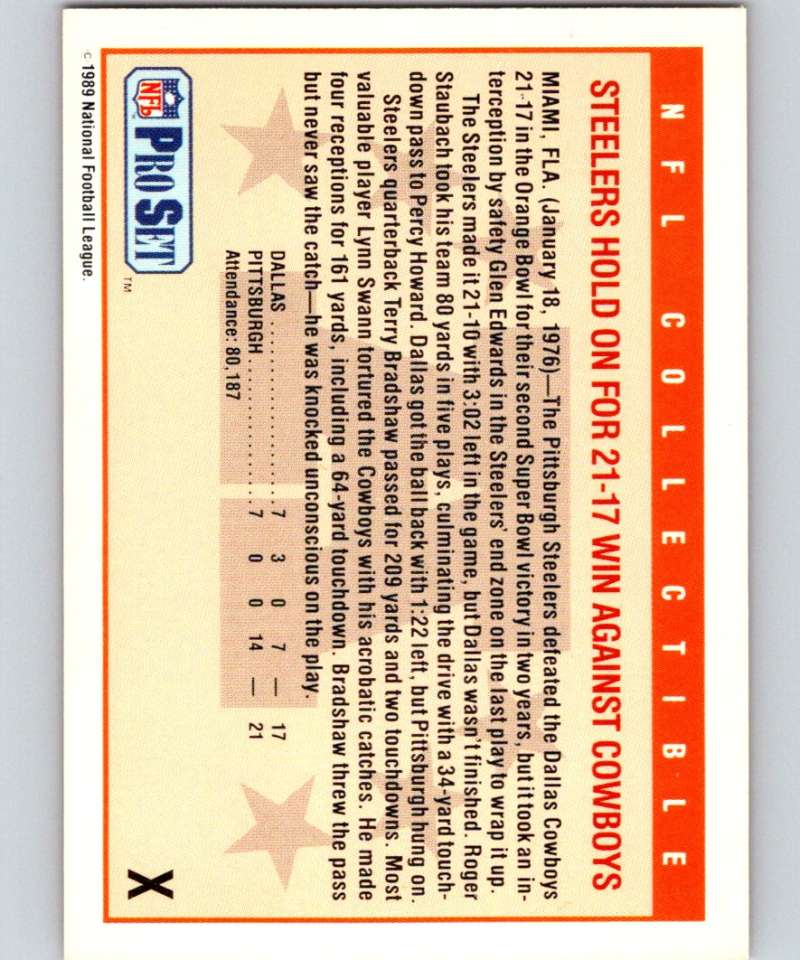 NFL COLLECTIBLE
STEELERS HOLD ON FOR 21-17 WIN AGAINST COWBOYS
MIAMI, FLA. (January 18, 1976)—The Pittsburgh Steelers defeated the Dallas Cowboys
21-17 in the Orange Bowl for their second Super Bowl victory in two years, but it took an in-
terception by safety Glen Edwards in the Steelers' end zone on the last play to wrap it up.
The Steelers made it 21-10 with 3:02 left in the game, but Dallas wasn't finished. Roger
Staubach took his team 80 yards in five plays, culminating the drive with a 34-yard touch-
down pass to Percy Howard. Dallas got the ball back with 1:22 left, but Pittsburgh hung on.
Steelers quarterback Terry Bradshaw passed for 209 yards and two touchdowns. Most
valuable player Lynn Swann tortured the Cowboys with his acrobatic catches. He made
four receptions for 161 yards, including a 64-yard touchdown. Bradshaw threw the pass
but never saw the catch—he was knocked unconscious on the play.
DALLAS ..................... 7 3 0 7 — 17
PITTSBURGH ................ 7 0 0 14 — 21
Attendance: 80,187
NFL PRO SET ™ X
© 1989 National Football League.